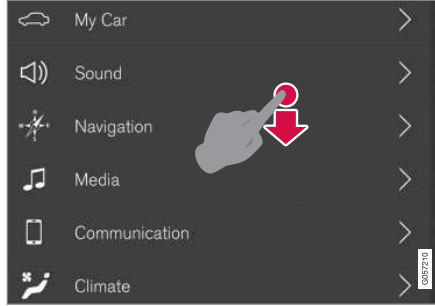 My Car
Sound
Navigation
Media
Communication
Climate
G057210